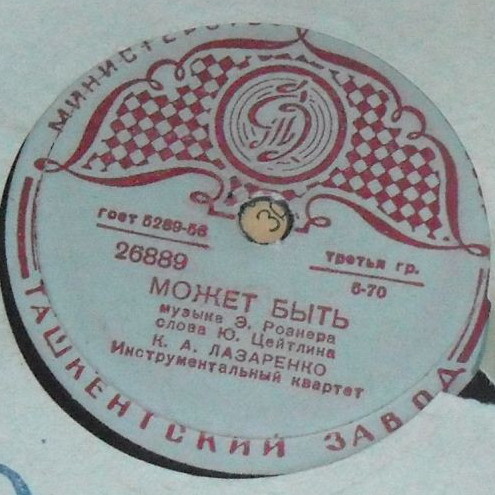 МИНИСТЕРСТВО
гост 5289-56
26889
третья гр.
6-70
МОЖЕТ БЫТЬ
музыка Э. Рознера
слова Ю. Цейтлина
К. А. ЛАЗАРЕНКО
Инструментальный квартет
ТАШКЕНТСКИЙ ЗАВОД